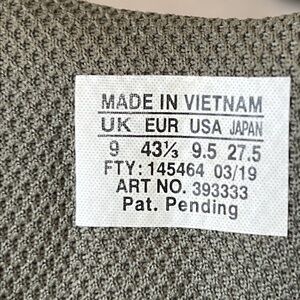 MADE IN VIETNAM
UK EUR USA JAPAN
9 43⅓ 9.5 27.5
FTY: 145464 03/19
ART NO. 393333
Pat. Pending